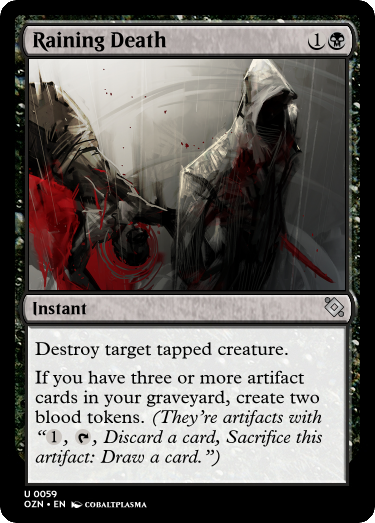 Raining Death 1
Instant
Destroy target tapped creature.
If you have three or more artifact
cards in your graveyard, create two
blood tokens. (They're artifacts with
"1, , Discard a card, Sacrifice this
artifact: Draw a card.")
U 0059
OZN • EN COBALTPLASMA